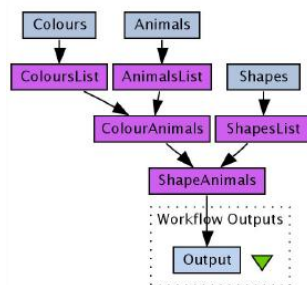 Colours
Animals
ColoursList
AnimalsList
Shapes
ColourAnimals
ShapesList
ShapeAnimals
Workflow Outputs
Output